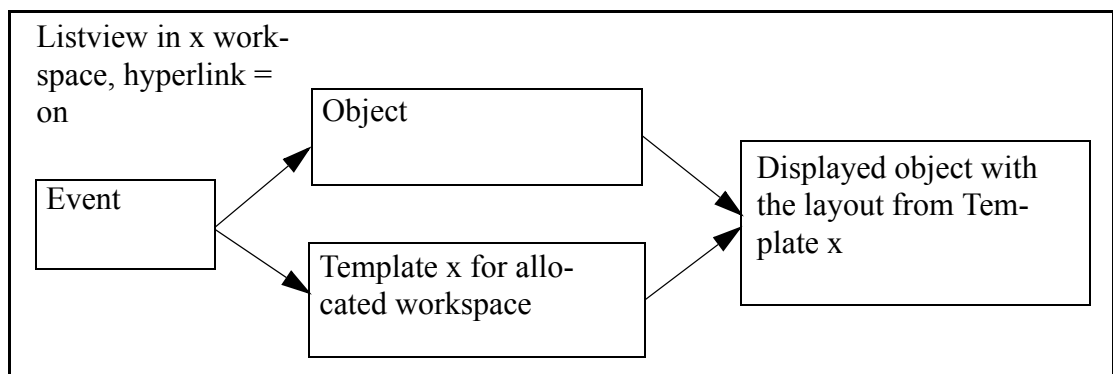 Listview in x work-
space, hyperlink =
on
Object
Event
Displayed object with
the layout from Tem-
plate x
Template x for allo-
cated workspace